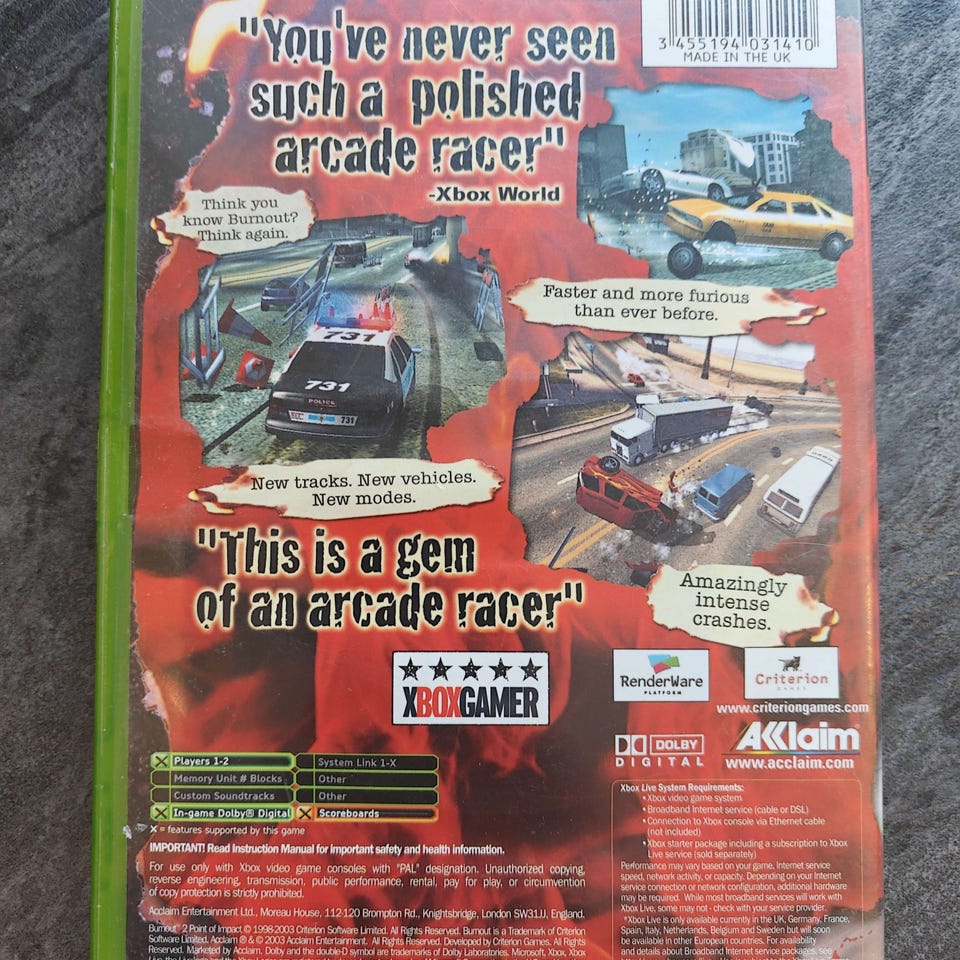 "You've never seen
such a polished
arcade racer"
-Xbox World
3 455194 031410
MADE IN THE UK
Think you
know Burnout?
Think again.
731
731
POLICE
731
Faster and more furious
than ever before.
New tracks. New vehicles.
New modes.
"This is a gem
of an arcade racer"
XBOXGAMER
Amazingly
intense
crashes.
RenderWare
PLATFORM
Criterion
GAMES
www.criteriongames.com
DOLBY
DIGITAL
Acclaim
www.acclaim.com
X Players 1-2
System Link 1-X
Memory Unit # Blocks
Other
Custom Soundtracks
Other
X In-game Dolby® Digital
X Scoreboards
X = features supported by this game
IMPORTANT! Read Instruction Manual for important safety and health information.
For use only with Xbox video game consoles with "PAL" designation. Unauthorized copying,
reverse engineering, transmission, public performance, rental, pay for play, or circumvention
of copy protection is strictly prohibited.
Acclaim Entertainment Ltd., Moreau House, 112-120 Brompton Rd., Knightsbridge, London SW31JJ, England.
Burnout™ 2 Point of Impact © 1998-2003 Criterion Software Limited. All Rights Reserved. Burnout is a Trademark of Criterion
Software Limited. Acclaim ® & © 2003 Acclaim Entertainment. All Rights Reserved. Developed by Criterion Games. All Rights
Reserved. Marketed by Acclaim. Dolby and the double-D symbol are trademarks of Dolby Laboratories. Microsoft, Xbox, Xbox
Xbox Live System Requirements:
• Xbox video game system
• Broadband Internet service (cable or DSL)
• Connection to Xbox console via Ethernet cable
(not included)
• Xbox starter package including a subscription to Xbox
Live service (sold separately)
Performance may vary based on your game, Internet service
speed, network activity, or capacity. Depending on your Internet
service connection or network configuration, additional hardware
may be required. While most broadband services will work with
Xbox Live, some may not - check with your service provider.
*Xbox Live is only available currently in the UK, Germany, France,
Spain, Italy, Netherlands, Belgium and Sweden but will soon
be available in other European countries. For availability
and details about Broadband Internet service packages, see